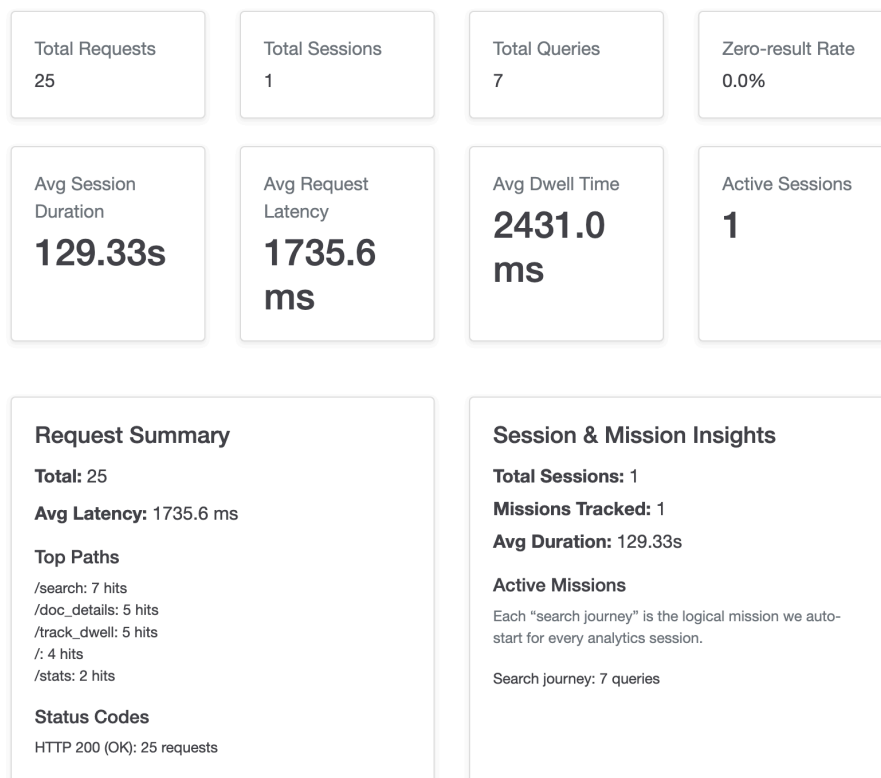 Total Requests
25
Total Sessions
1
Total Queries
7
Zero-result Rate
0.0%
Avg Session
Duration
129.33s
Avg Request
Latency
1735.6
ms
Avg Dwell Time
2431.0
ms
Active Sessions
1
Request Summary
Total: 25
Avg Latency: 1735.6 ms
Top Paths
/search: 7 hits
/doc_details: 5 hits
/track_dwell: 5 hits
/: 4 hits
/stats: 2 hits
Status Codes
HTTP 200 (OK): 25 requests
Session & Mission Insights
Total Sessions: 1
Missions Tracked: 1
Avg Duration: 129.33s
Active Missions
Each “search journey” is the logical mission we auto-
start for every analytics session.
Search journey: 7 queries